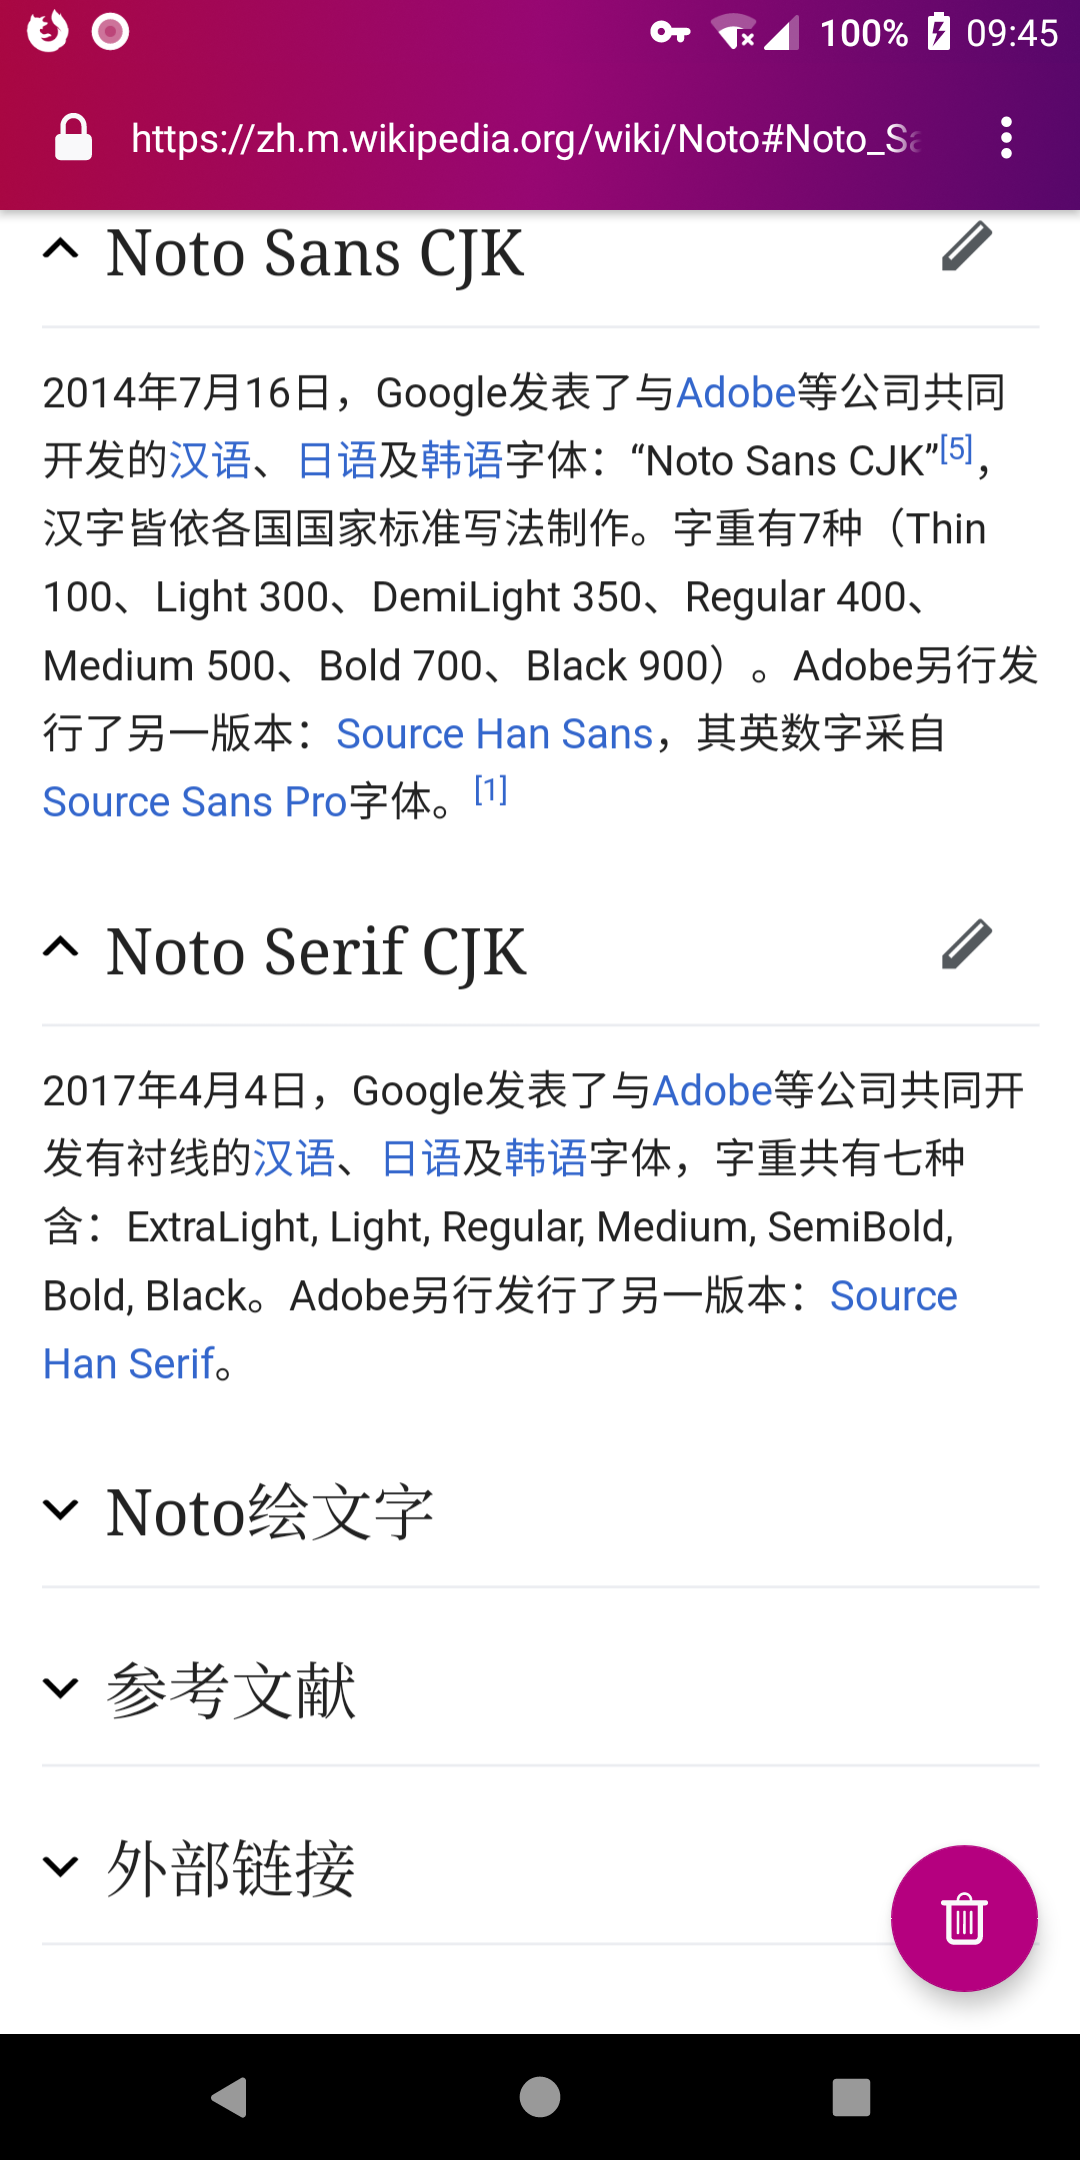 100% 09:45
https://zh.m.wikipedia.org/wiki/Noto#Noto_Sa
Noto Sans CJK
2014年7月16日，Google发表了与Adobe等公司共同
开发的汉语、日语及韩语字体：“Noto Sans CJK”[5]，
汉字皆依各国国家标准写法制作。字重有7种（Thin
100、Light 300、DemiLight 350、Regular 400、
Medium 500、Bold 700、Black 900）。Adobe另行发
行了另一版本：Source Han Sans，其英数字采自
Source Sans Pro字体。[1]
Noto Serif CJK
2017年4月4日，Google发表了与Adobe等公司共同开
发有衬线的汉语、日语及韩语字体，字重共有七种
含：ExtraLight, Light, Regular, Medium, SemiBold,
Bold, Black。Adobe另行发行了另一版本：Source
Han Serif。
Noto绘文字
参考文献
外部链接